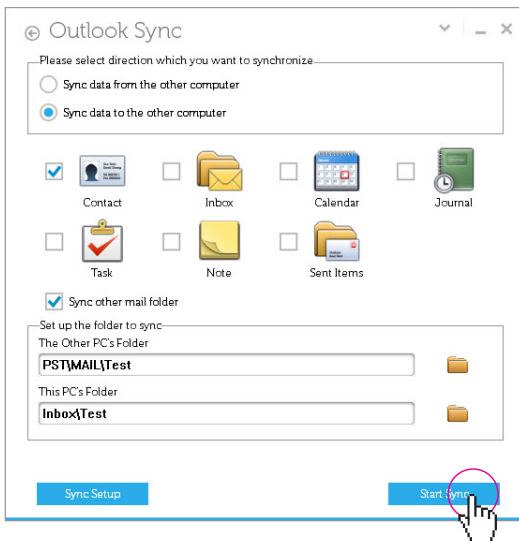 Outlook Sync
Please select direction which you want to synchronize
Sync data from the other computer
Sync data to the other computer
Contact Inbox Calendar Journal
Task Note Sent Items
Sync other mail folder
Set up the folder to sync
The Other PC's Folder
PST\MAIL\Test
This PC's Folder
Inbox\Test
Sync Setup Start Sync